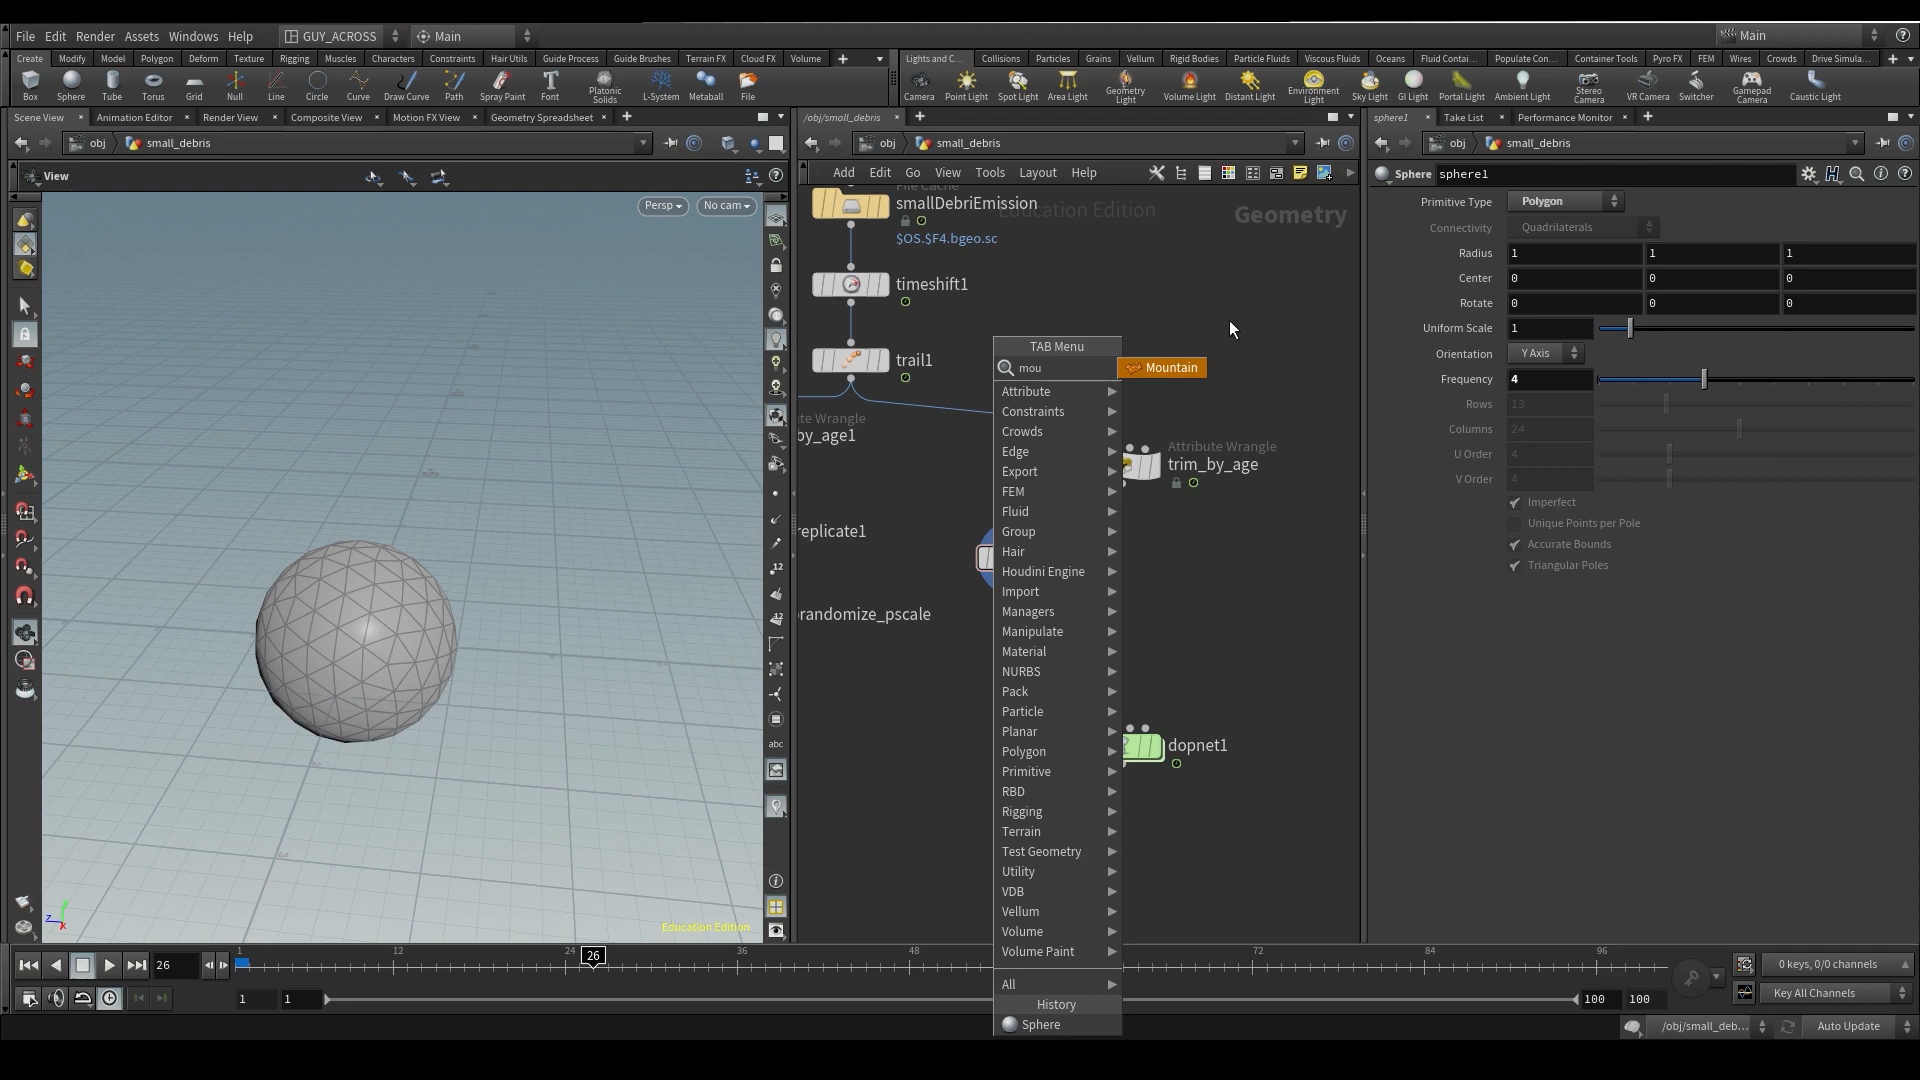 File Edit Render Assets Windows Help GUY_ACROSS Main Main
Create Modify Model Polygon Deform Texture Rigging Muscles Characters Constraints Hair Utils Guide Process Guide Brushes Terrain FX Cloud FX Volume
Lights and C... Collisions Particles Grains Vellum Rigid Bodies Particle Fluids Viscous Fluids Oceans Fluid Contai... Populate Con... Container Tools Pyro FX FEM Wires Crowds Drive Simula...
Box Sphere Tube Torus Grid Null Line Circle Curve Draw Curve Path Spray Paint Font Platonic Solids L-System Metaball File
Camera Point Light Spot Light Area Light Geometry Light Volume Light Distant Light Environment Light Sky Light GI Light Portal Light Ambient Light Stereo Camera VR Camera Switcher Gamepad Camera Caustic Light
Scene View Animation Editor Render View Composite View Motion FX View Geometry Spreadsheet
/obj/small_debris
sphere1 Take List Performance Monitor
obj small_debris
obj small_debris
obj small_debris
View
Add Edit Go View Tools Layout Help
Sphere sphere1
Persp No cam
File Cache
smallDebriEmission
Education Edition
Geometry
$OS.$F4.bgeo.sc
timeshift1
trail1
te Wrangle
by_age1
Attribute Wrangle
trim_by_age
replicate1
randomize_pscale
dopnet1
TAB Menu
mou
Mountain
Attribute
Constraints
Crowds
Edge
Export
FEM
Fluid
Group
Hair
Houdini Engine
Import
Managers
Manipulate
Material
NURBS
Pack
Particle
Planar
Polygon
Primitive
RBD
Rigging
Terrain
Test Geometry
Utility
VDB
Vellum
Volume
Volume Paint
All
History
Sphere
Primitive Type Polygon
Connectivity Quadrilaterals
Radius 1 1 1
Center 0 0 0
Rotate 0 0 0
Uniform Scale 1
Orientation Y Axis
Frequency 4
Rows 13
Columns 24
U Order 4
V Order 4
Imperfect
Unique Points per Pole
Accurate Bounds
Triangular Poles
12
12
abc
z y x
Education Edition
26
1 12 24 26 36 48 72 84 96
0 keys, 0/0 channels
1 1 100 100
Key All Channels
/obj/small_deb... Auto Update